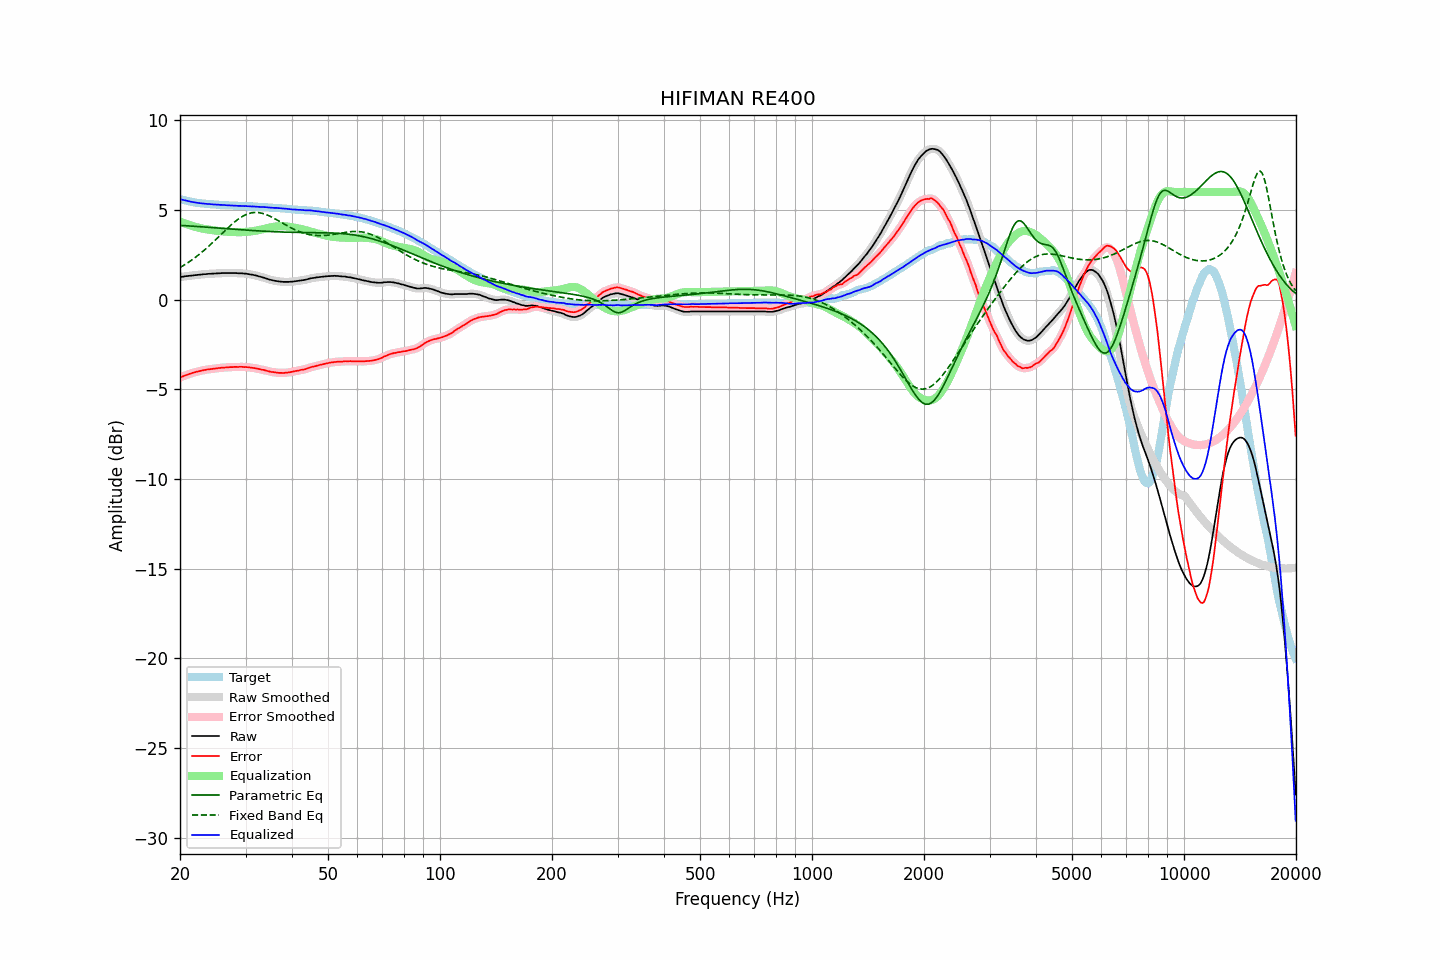 HIFIMAN RE400
10
5
0
−5
−10
−15
−20
−25
−30
Amplitude (dBr)
Target
Raw Smoothed
Error Smoothed
Raw
Error
Equalization
Parametric Eq
Fixed Band Eq
Equalized
20
50
100
200
500
1000
2000
5000
10000
20000
Frequency (Hz)